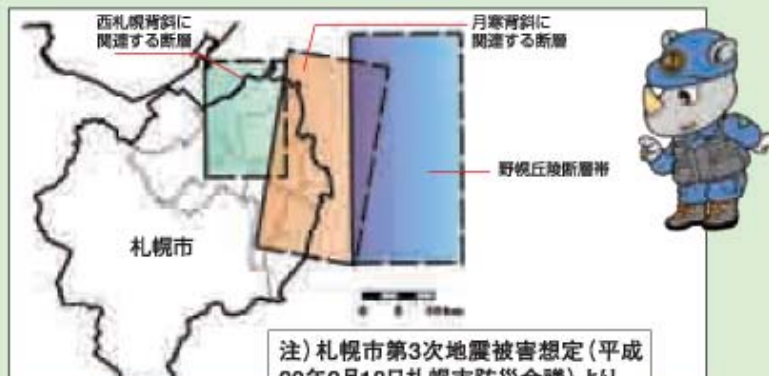 西札幌背斜に
関連する断層
月寒背斜に
関連する断層
野幌丘陵断層帯
札幌市
注)札幌市第3次地震被害想定(平成